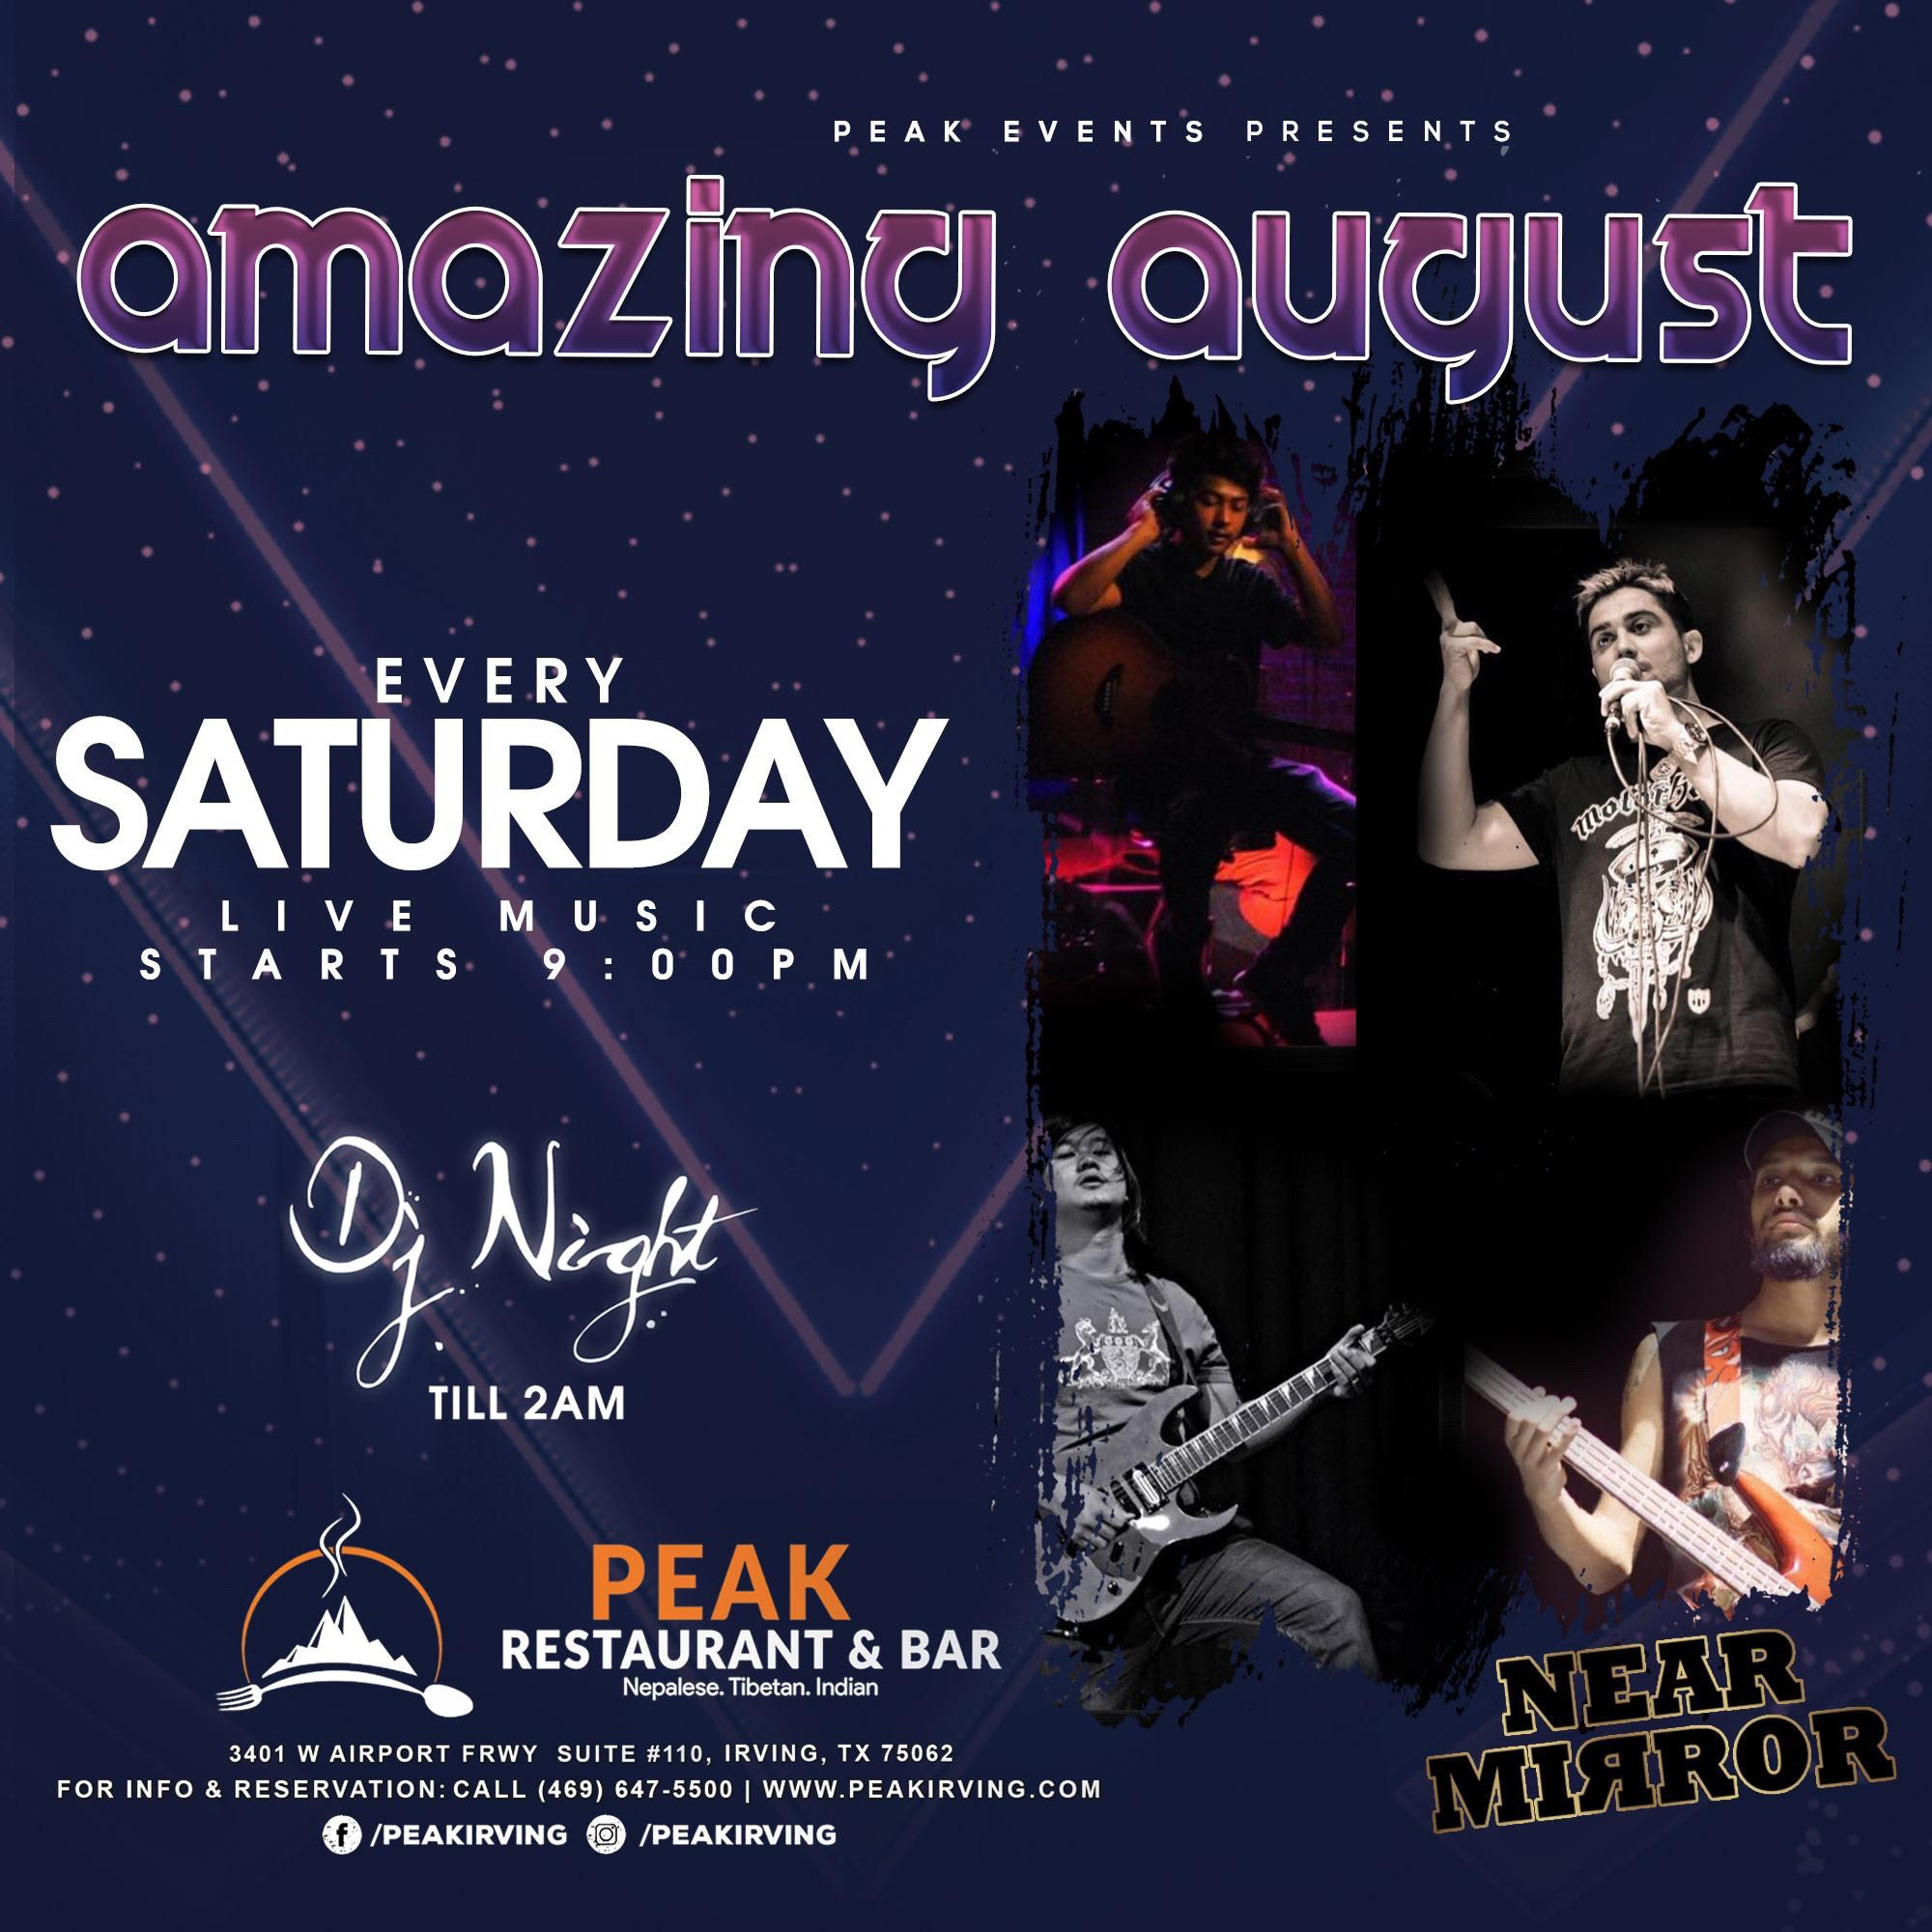 PEAK EVENTS PRESENTS
amazing august
EVERY
SATURDAY
LIVE MUSIC
STARTS 9:00PM
Dj Night
TILL 2AM
PEAK
RESTAURANT & BAR
Nepalese. Tibetan. Indian
3401 W AIRPORT FRWY SUITE #110, IRVING, TX 75062
FOR INFO & RESERVATION: CALL (469) 647-5500 | WWW.PEAKIRVING.COM
f /PEAKIRVING /PEAKIRVING
NEAR
MIЯROR